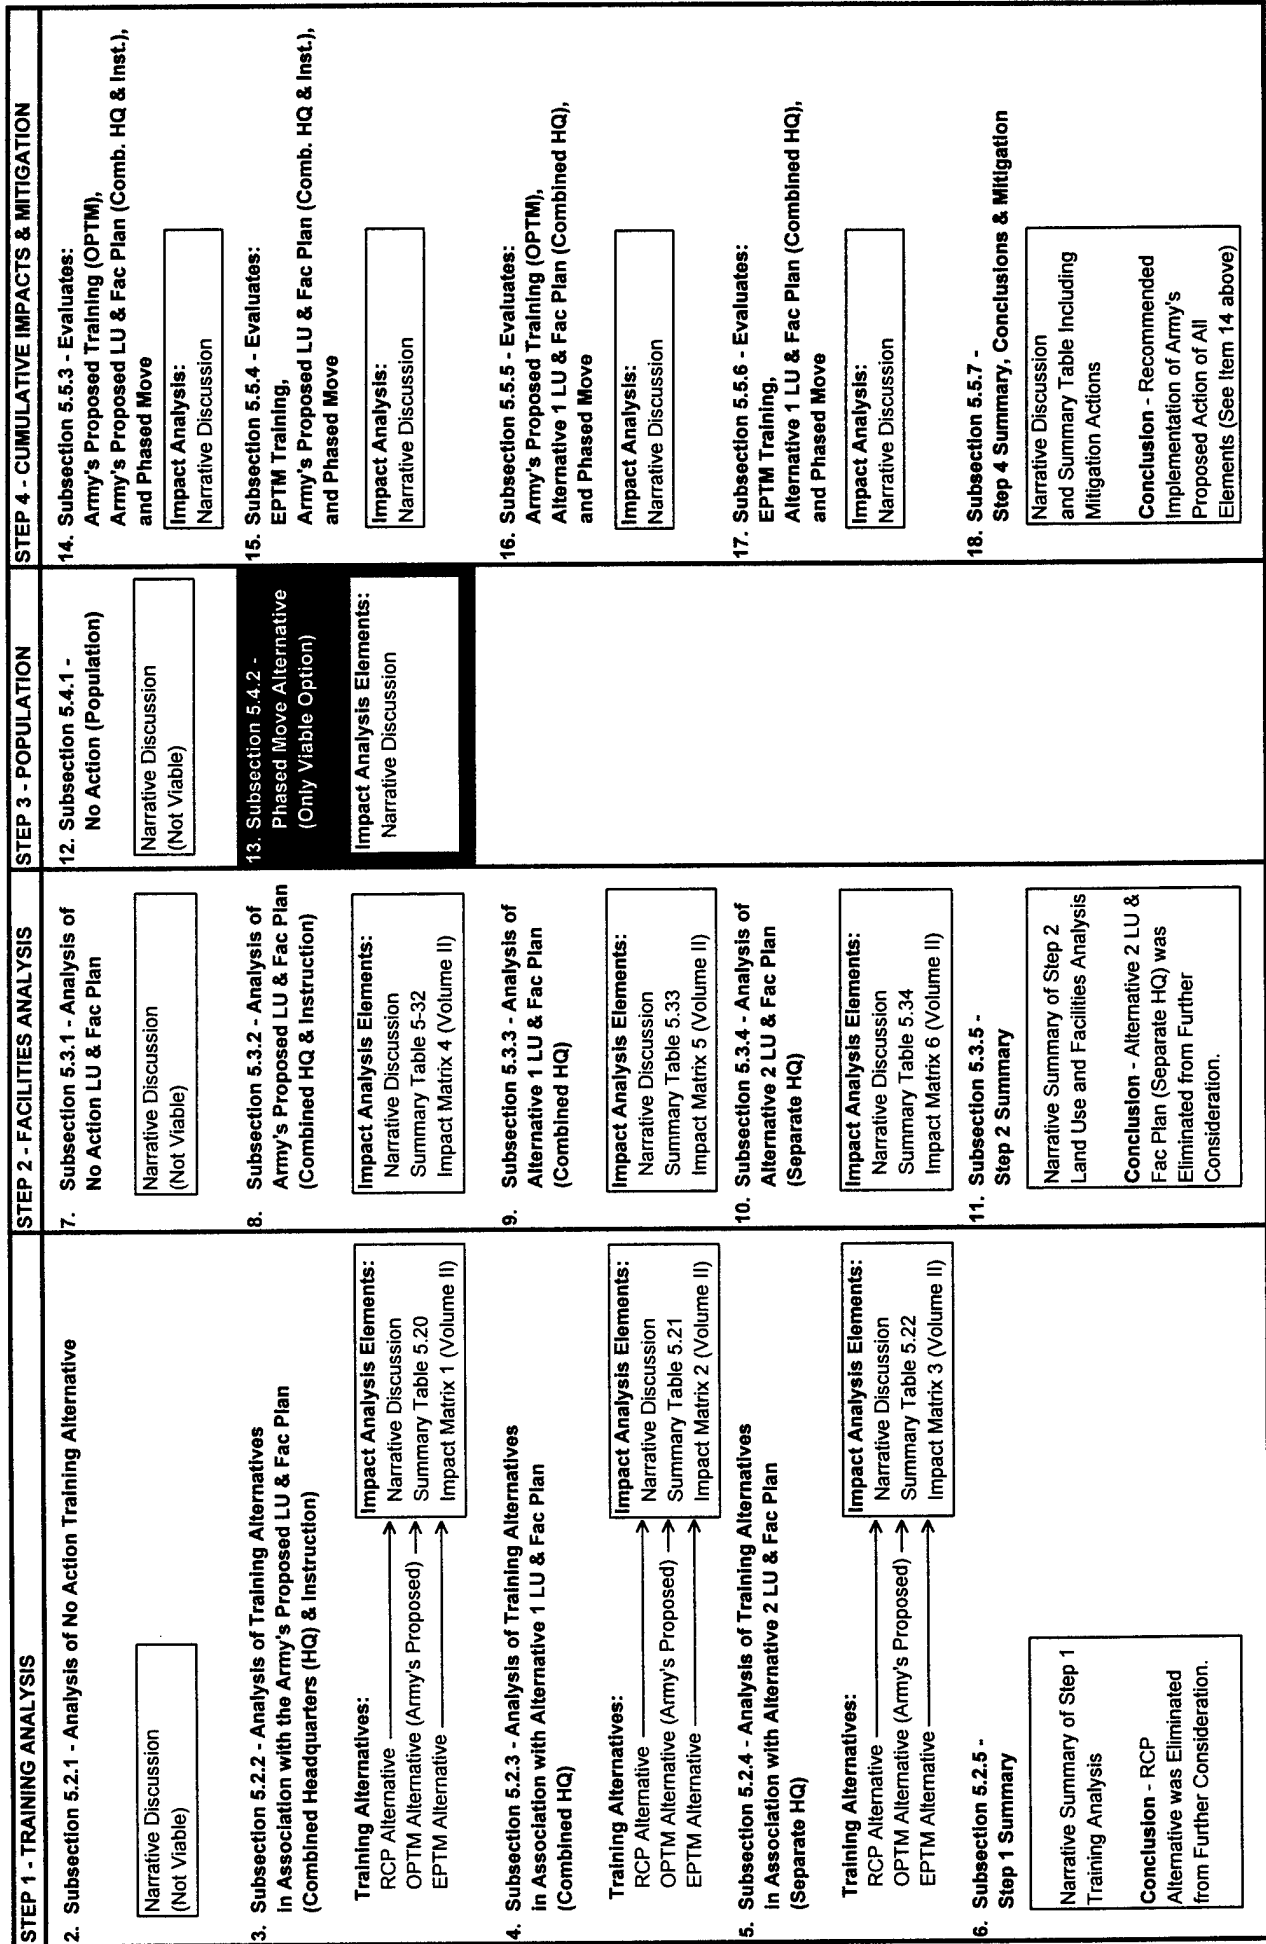 STEP 1 - TRAINING ANALYSIS
2. Subsection 5.2.1 - Analysis of No Action Training Alternative
Narrative Discussion
(Not Viable)
3. Subsection 5.2.2 - Analysis of Training Alternatives
in Association with the Army's Proposed LU & Fac Plan
(Combined Headquarters (HQ) & Instruction)
Training Alternatives:
RCP Alternative
OPTM Alternative (Army's Proposed)
EPTM Alternative
Impact Analysis Elements:
Narrative Discussion
Summary Table 5.20
Impact Matrix 1 (Volume II)
4. Subsection 5.2.3 - Analysis of Training Alternatives
in Association with Alternative 1 LU & Fac Plan
(Combined HQ)
Training Alternatives:
RCP Alternative
OPTM Alternative (Army's Proposed)
EPTM Alternative
Impact Analysis Elements:
Narrative Discussion
Summary Table 5.21
Impact Matrix 2 (Volume II)
5. Subsection 5.2.4 - Analysis of Training Alternatives
in Association with Alternative 2 LU & Fac Plan
(Separate HQ)
Training Alternatives:
RCP Alternative
OPTM Alternative (Army's Proposed)
EPTM Alternative
Impact Analysis Elements:
Narrative Discussion
Summary Table 5.22
Impact Matrix 3 (Volume II)
6. Subsection 5.2.5 -
Step 1 Summary
Narrative Summary of Step 1
Training Analysis
Conclusion - RCP
Alternative was Eliminated
from Further Consideration.
STEP 2 - FACILITIES ANALYSIS
7. Subsection 5.3.1 - Analysis of
No Action LU & Fac Plan
Narrative Discussion
(Not Viable)
8. Subsection 5.3.2 - Analysis of
Army's Proposed LU & Fac Plan
(Combined HQ & Instruction)
Impact Analysis Elements:
Narrative Discussion
Summary Table 5-32
Impact Matrix 4 (Volume II)
9. Subsection 5.3.3 - Analysis of
Alternative 1 LU & Fac Plan
(Combined HQ)
Impact Analysis Elements:
Narrative Discussion
Summary Table 5.33
Impact Matrix 5 (Volume II)
10. Subsection 5.3.4 - Analysis of
Alternative 2 LU & Fac Plan
(Separate HQ)
Impact Analysis Elements:
Narrative Discussion
Summary Table 5.34
Impact Matrix 6 (Volume II)
11. Subsection 5.3.5 -
Step 2 Summary
Narrative Summary of Step 2
Land Use and Facilities Analysis
Conclusion - Alternative 2 LU &
Fac Plan (Separate HQ) was
Eliminated from Further
Consideration.
STEP 3 - POPULATION
12. Subsection 5.4.1 -
No Action (Population)
Narrative Discussion
(Not Viable)
13. Subsection 5.4.2 -
Phased Move Alternative
(Only Viable Option)
Impact Analysis Elements:
Narrative Discussion
STEP 4 - CUMULATIVE IMPACTS & MITIGATION
14. Subsection 5.5.3 - Evaluates:
Army's Proposed Training (OPTM),
Army's Proposed LU & Fac Plan (Comb. HQ & Inst.),
and Phased Move
Impact Analysis:
Narrative Discussion
15. Subsection 5.5.4 - Evaluates:
EPTM Training,
Army's Proposed LU & Fac Plan (Comb. HQ & Inst.),
and Phased Move
Impact Analysis:
Narrative Discussion
16. Subsection 5.5.5 - Evaluates:
Army's Proposed Training (OPTM),
Alternative 1 LU & Fac Plan (Combined HQ),
and Phased Move
Impact Analysis:
Narrative Discussion
17. Subsection 5.5.6 - Evaluates:
EPTM Training,
Alternative 1 LU & Fac Plan (Combined HQ),
and Phased Move
Impact Analysis:
Narrative Discussion
18. Subsection 5.5.7 -
Step 4 Summary, Conclusions & Mitigation
Narrative Discussion
and Summary Table Including
Mitigation Actions
Conclusion - Recommended
Implementation of Army's
Proposed Action of All
Elements (See Item 14 above)